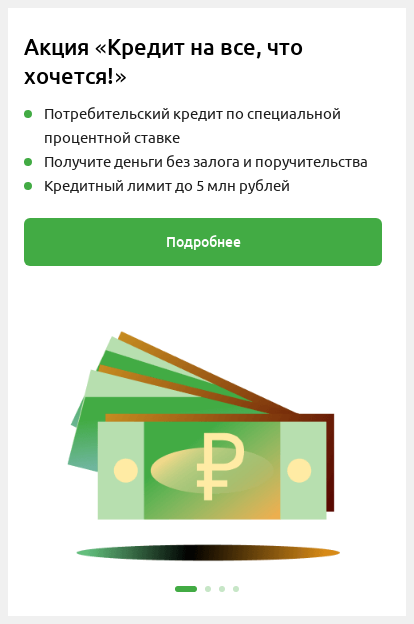 Акция «Кредит на все, что
хочется!»
Потребительский кредит по специальной
процентной ставке
Получите деньги без залога и поручительства
Кредитный лимит до 5 млн рублей
Подробнее
₽